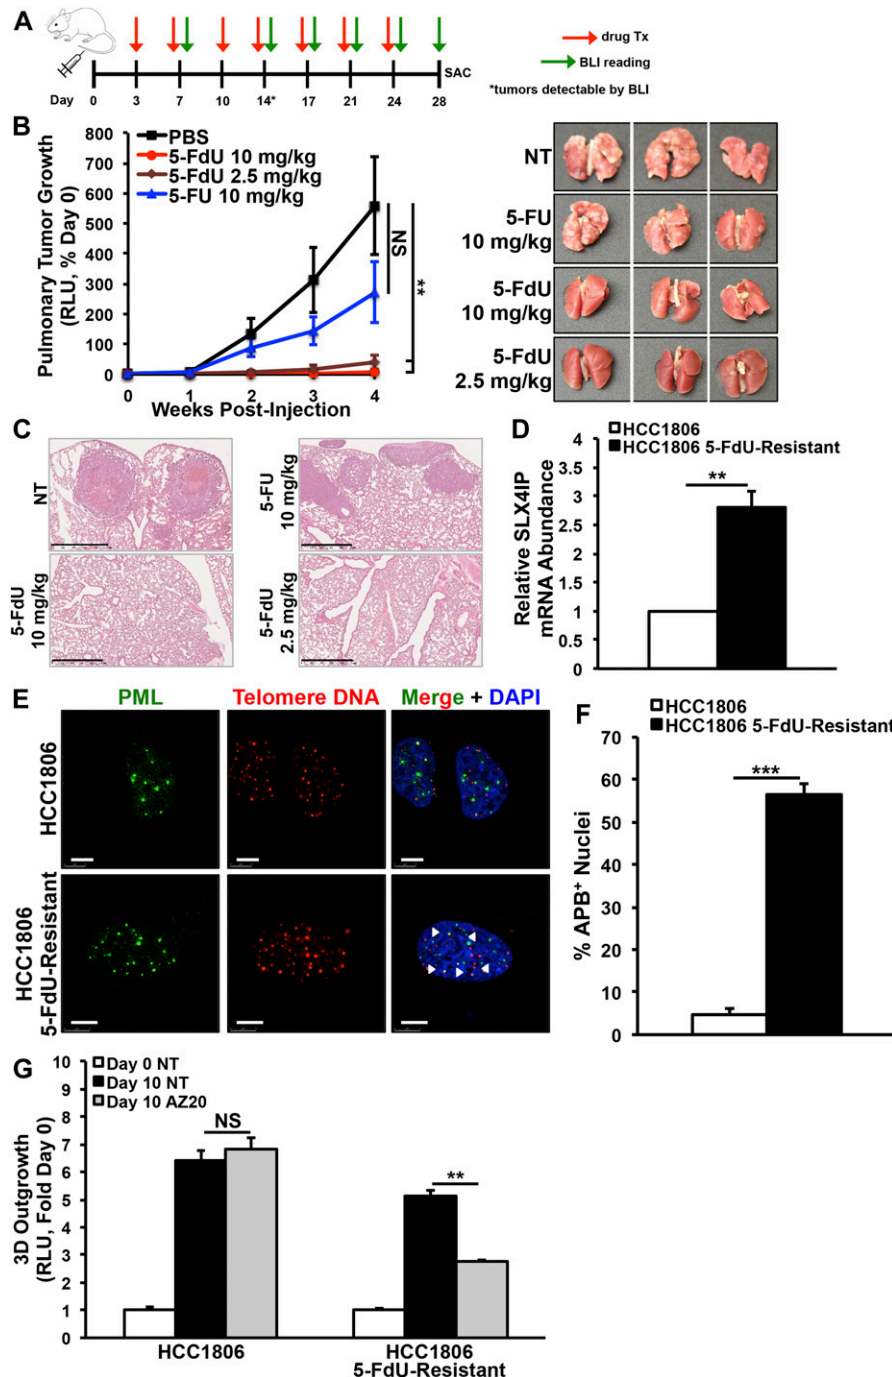 A
drug Tx
BLI reading
*tumors detectable by BLI
SAC
Day 0 3 7 10 14* 17 21 24 28
B
PBS
5-FdU 10 mg/kg
5-FdU 2.5 mg/kg
5-FU 10 mg/kg
Pulmonary Tumor Growth
(RLU, % Day 0)
800
700
600
500
400
300
200
100
0
NS
**
0 1 2 3 4
Weeks Post-Injection
NT
5-FU
10 mg/kg
5-FdU
10 mg/kg
5-FdU
2.5 mg/kg
C
NT
5-FU
10 mg/kg
5-FdU
10 mg/kg
5-FdU
2.5 mg/kg
D
HCC1806
HCC1806 5-FdU-Resistant
Relative SLX4IP
mRNA Abundance
4
3.5
3
2.5
2
1.5
1
0.5
0
**
E
PML
Telomere DNA
Merge + DAPI
HCC1806
HCC1806
5-FdU-Resistant
F
HCC1806
HCC1806 5-FdU-Resistant
% APB+ Nuclei
70
60
50
40
30
20
10
0
***
G
Day 0 NT
Day 10 NT
Day 10 AZ20
3D Outgrowth
(RLU, Fold Day 0)
10
9
8
7
6
5
4
3
2
1
0
NS
**
HCC1806
HCC1806
5-FdU-Resistant